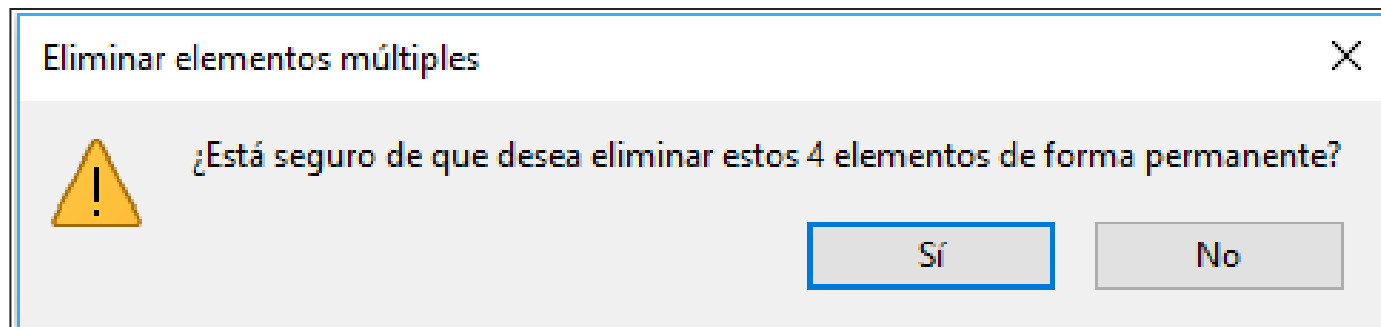 Eliminar elementos múltiples
¿Está seguro de que desea eliminar estos 4 elementos de forma permanente?
Sí
No